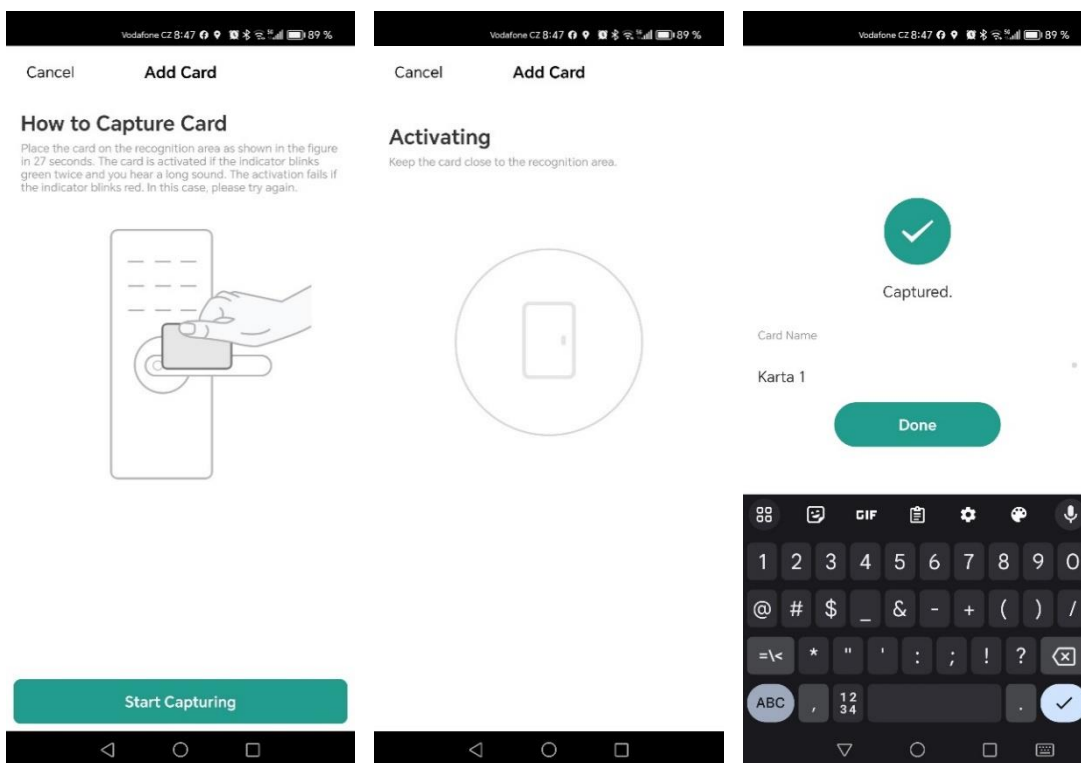 Vodafone CZ 8:47 89 %
Cancel Add Card
How to Capture Card
Place the card on the recognition area as shown in the figure
in 27 seconds. The card is activated if the indicator blinks
green twice and you hear a long sound. The activation fails if
the indicator blinks red. In this case, please try again.
Start Capturing
Vodafone CZ 8:47 89 %
Cancel Add Card
Activating
Keep the card close to the recognition area.
Vodafone CZ 8:47 89 %
Captured.
Card Name
Karta 1
Done
GIF
1 2 3 4 5 6 7 8 9 0
@ # $ _ & - + ( ) /
=\< * " ' : ; ! ?
ABC , 12 .
34